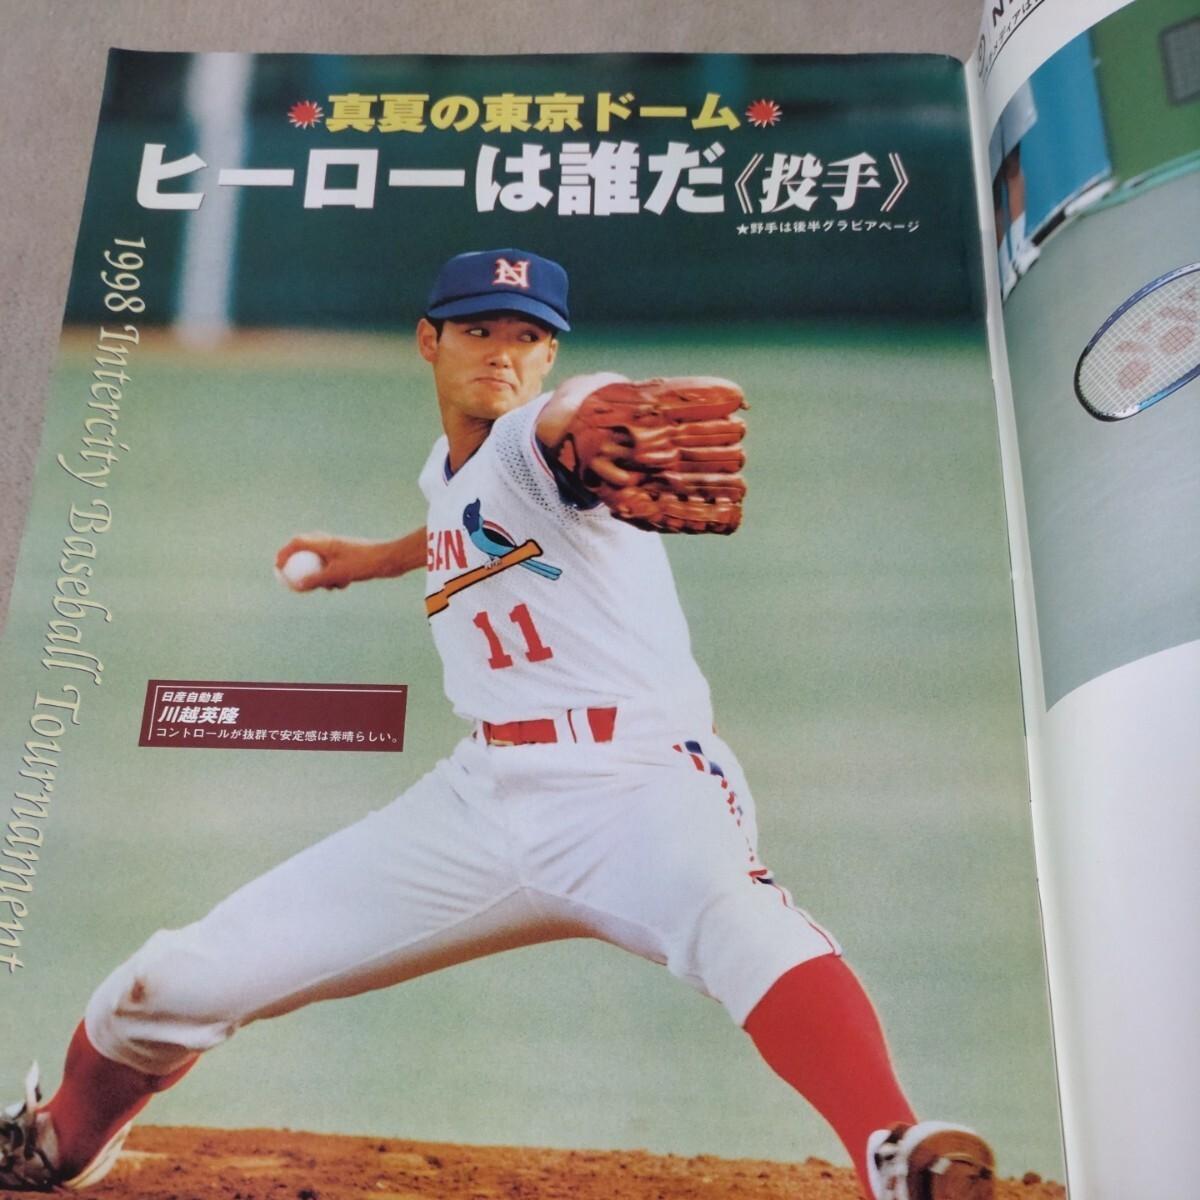 真夏の東京ドーム
ヒーローは誰だ《投手》
★野手は後半グラビアページ
1998 Intercity Baseball Tournament
SAN
11
日産自動車
川越英隆
コントロールが抜群で安定感は素晴らしい。